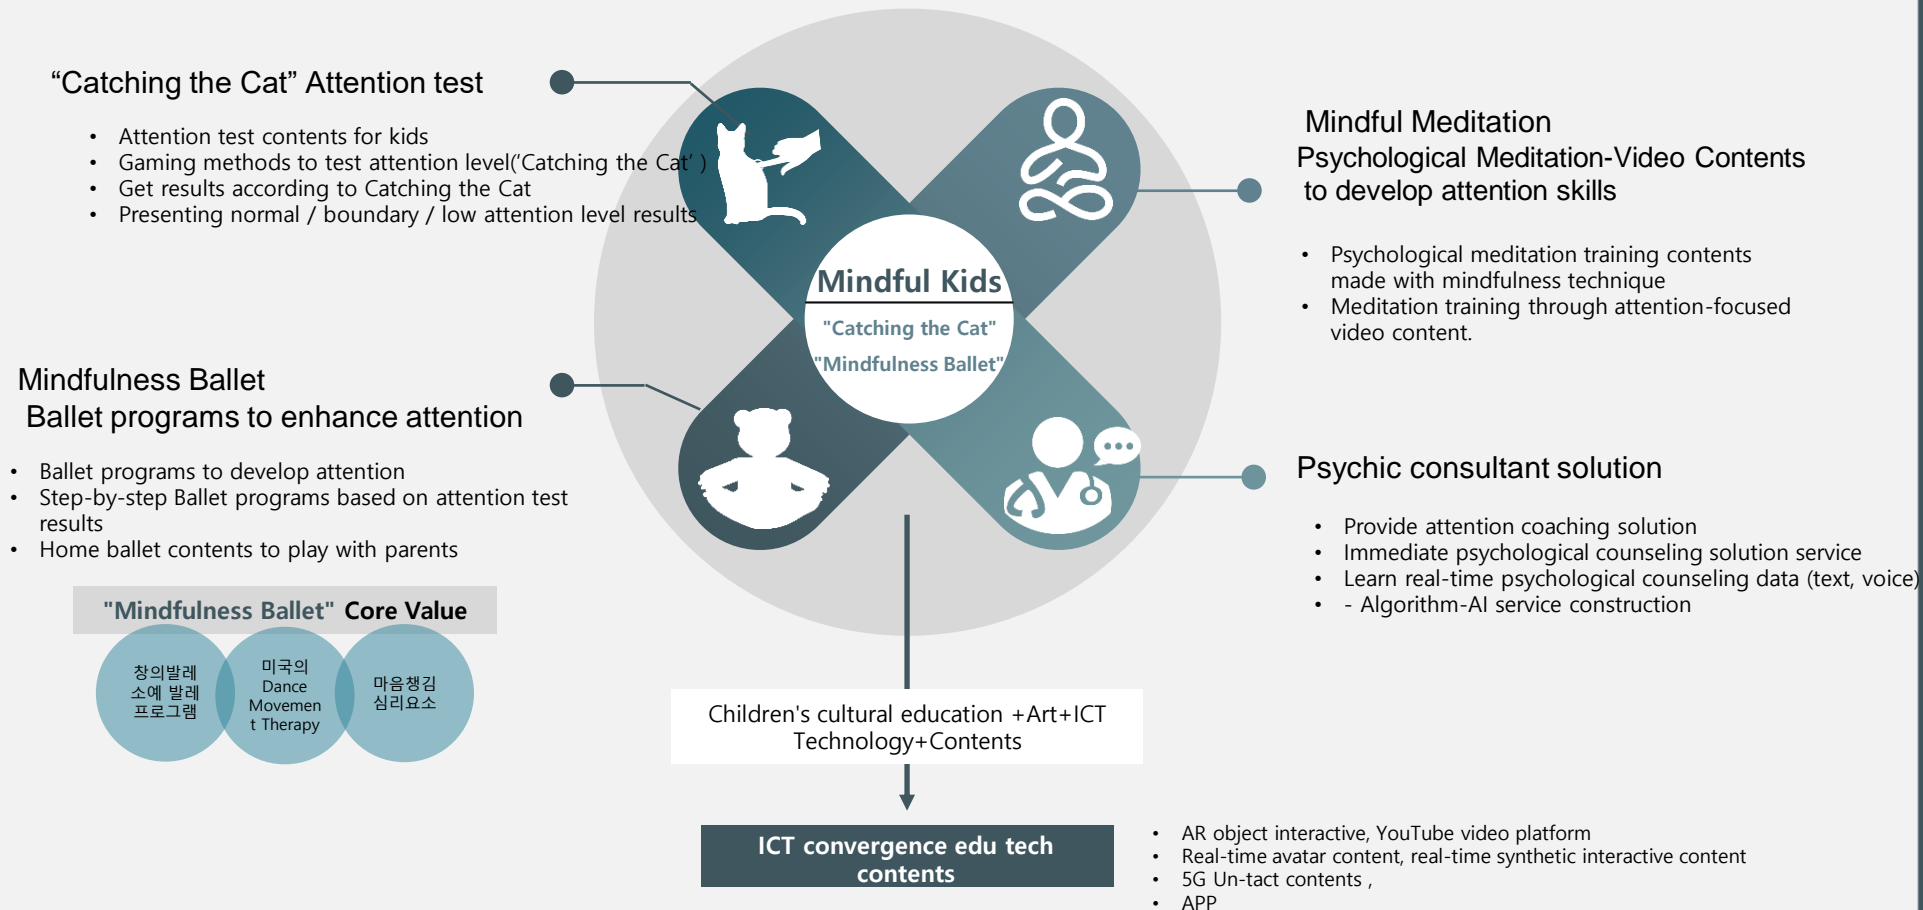 “Catching the Cat” Attention test
• Attention test contents for kids
• Gaming methods to test attention level(‘Catching the Cat’ )
• Get results according to Catching the Cat
• Presenting normal / boundary / low attention level results
Mindful Meditation
Psychological Meditation-Video Contents
to develop attention skills
• Psychological meditation training contents
made with mindfulness technique
• Meditation training through attention-focused
video content.
Mindful Kids
"Catching the Cat"
"Mindfulness Ballet"
Mindfulness Ballet
Ballet programs to enhance attention
• Ballet programs to develop attention
• Step-by-step Ballet programs based on attention test
results
• Home ballet contents to play with parents
Psychic consultant solution
• Provide attention coaching solution
• Immediate psychological counseling solution service
• Learn real-time psychological counseling data (text, voice)
• - Algorithm-AI service construction
"Mindfulness Ballet" Core Value
창의발레
소예 발레
프로그램
미국의
Dance
Movemen
t Therapy
마음챙김
심리요소
Children's cultural education +Art+ICT
Technology+Contents
ICT convergence edu tech
contents
• AR object interactive, YouTube video platform
• Real-time avatar content, real-time synthetic interactive content
• 5G Un-tact contents ,
• APP